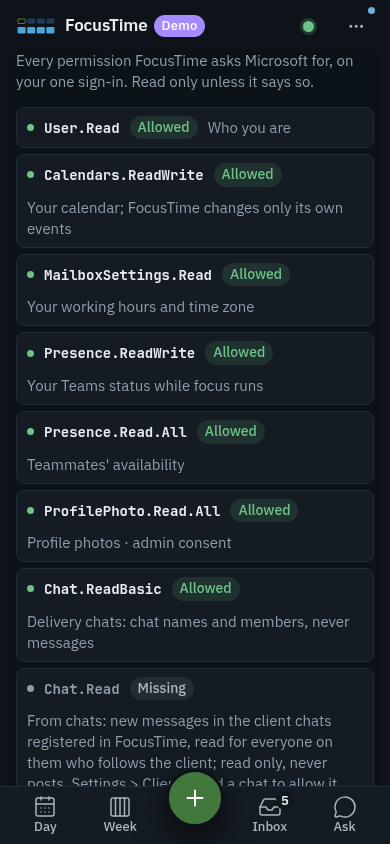 FocusTime Demo
Every permission FocusTime asks Microsoft for, on
your one sign-in. Read only unless it says so.
User.Read Allowed Who you are
Calendars.ReadWrite Allowed
Your calendar; FocusTime changes only its own
events
MailboxSettings.Read Allowed
Your working hours and time zone
Presence.ReadWrite Allowed
Your Teams status while focus runs
Presence.Read.All Allowed
Teammates' availability
ProfilePhoto.Read.All Allowed
Profile photos · admin consent
Chat.ReadBasic Allowed
Delivery chats: chat names and members, never
messages
Chat.Read Missing
From chats: new messages in the client chats
registered in FocusTime, read for everyone on
them who follows the client; read only, never
posts. Settings > a chat to allow it
Day Week Inbox 5 Ask